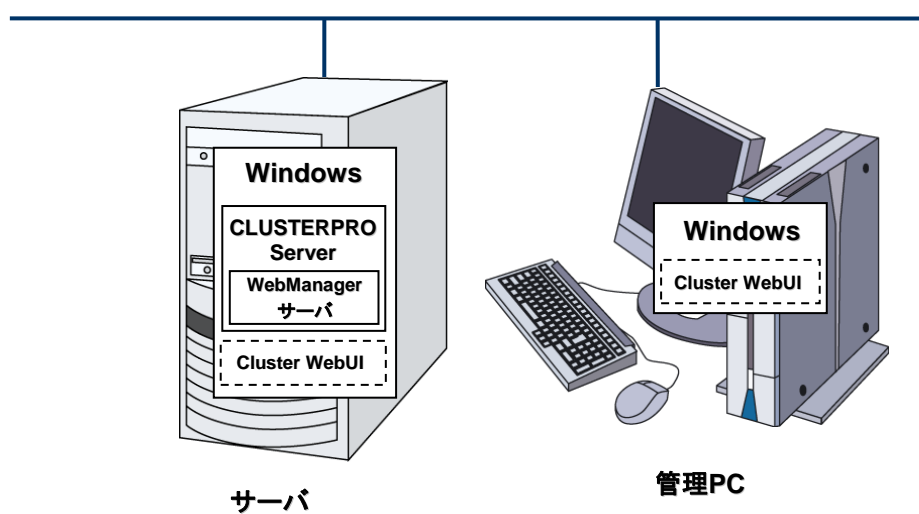 Windows
CLUSTERPRO
Server
WebManager
サーバ
Cluster WebUI
サーバ
Windows
Cluster WebUI
管理PC